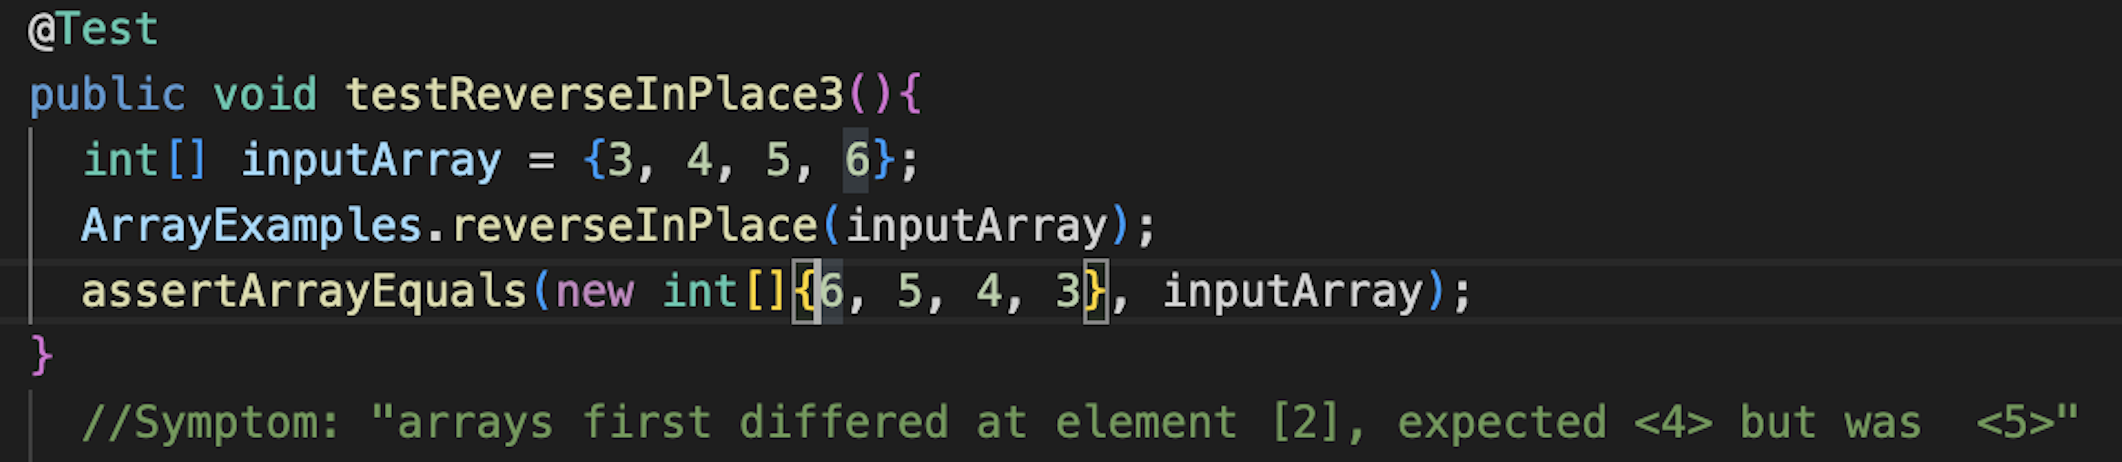 @Test
public void testReverseInPlace3(){
  int[] inputArray = {3, 4, 5, 6};
  ArrayExamples.reverseInPlace(inputArray);
  assertArrayEquals(new int[]{6, 5, 4, 3}, inputArray);
}
  //Symptom: "arrays first differed at element [2], expected <4> but was  <5>"